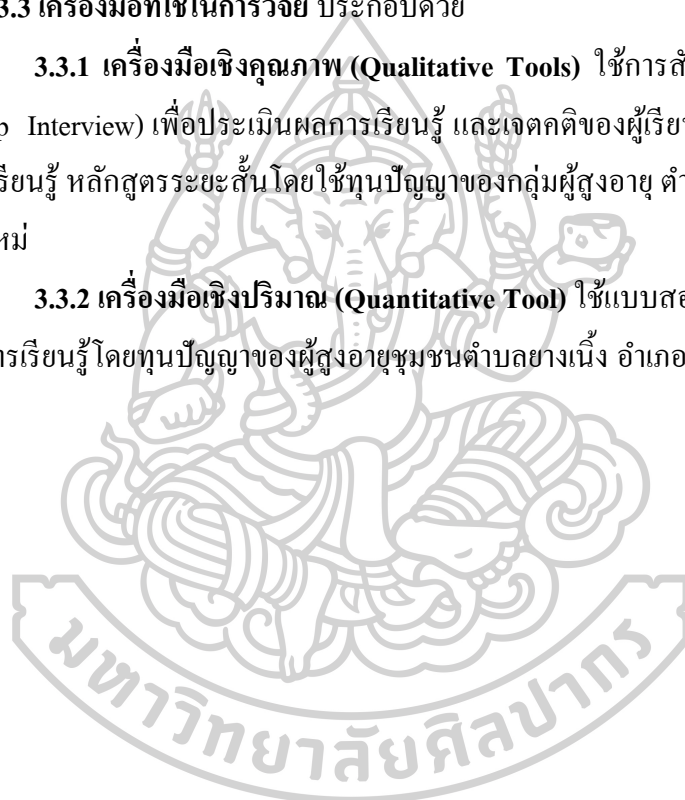 3.3 เครื่องมือที่ใช้ในการวิจัย ประกอบด้วย
3.3.1 เครื่องมือเชิงคุณภาพ (Qualitative Tools) ใช้การสั
p Interview) เพื่อประเมินผลการเรียนรู้ และเจตคติของผู้เรียน
รียนรู้ หลักสูตรระยะสั้นโดยใช้ทุนปัญญาของกลุ่มผู้สูงอายุ ตำ
หม่
3.3.2 เครื่องมือเชิงปริมาณ (Quantitative Tool) ใช้แบบสอ
ารเรียนรู้โดยทุนปัญญาของผู้สูงอายุชุมชนตำบลยางเนิ้ง อำเภอ
มหาวิทยาลัยศิลปากร